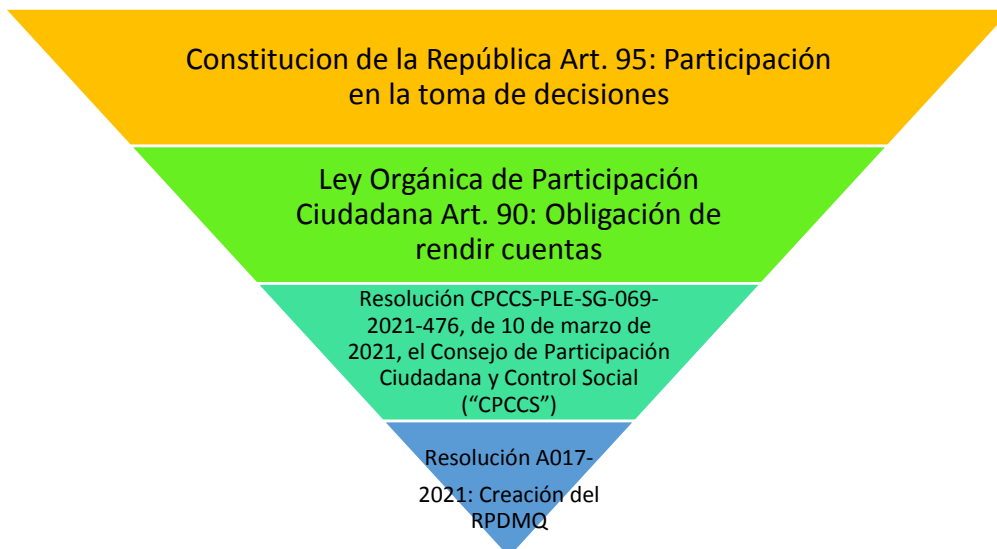 Constitucion de la República Art. 95: Participación
en la toma de decisiones
Ley Orgánica de Participación
Ciudadana Art. 90: Obligación de
rendir cuentas
Resolución CPCCS-PLE-SG-069-
2021-476, de 10 de marzo de
2021, el Consejo de Participación
Ciudadana y Control Social
(“CPCCS”)
Resolución A017-
2021: Creación del
RPDMQ